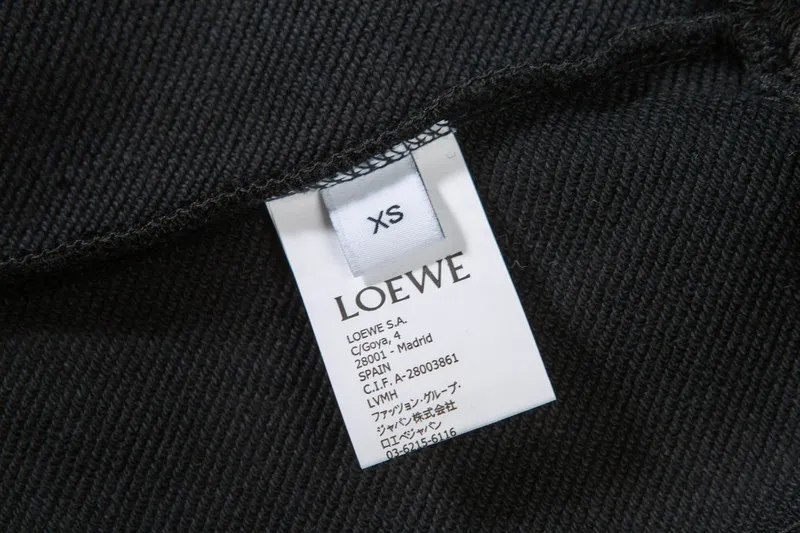 XS
LOEWE
LOEWE S.A.
C/Goya, 4
28001 - Madrid
SPAIN
C.I.F. A-28003861
LVMH
ファッション・グループ・
ジャパン株式会社
ロエベジャパン
03-6215-6116